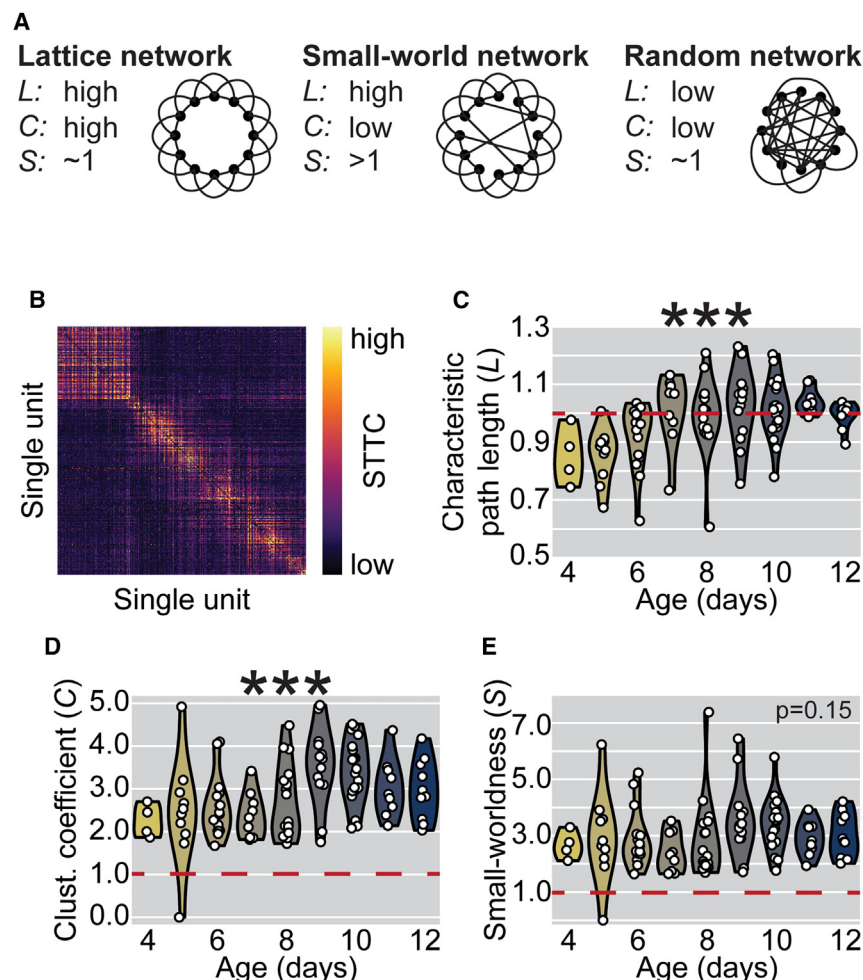 A
Lattice network
L: high
C: high
S: ~1
Small-world network
L: high
C: low
S: >1
Random network
L: low
C: low
S: ~1
B
Single unit
Single unit
high
STTC
low
C
***
Characteristic
path length (L)
1.3
1.1
0.9
0.7
0.5
4 6 8 10 12
Age (days)
D
***
Clust. coefficient (C)
5.0
4.0
3.0
2.0
1.0
0.0
4 6 8 10 12
Age (days)
E
p=0.15
Small-worldness (S)
7.0
5.0
3.0
1.0
4 6 8 10 12
Age (days)